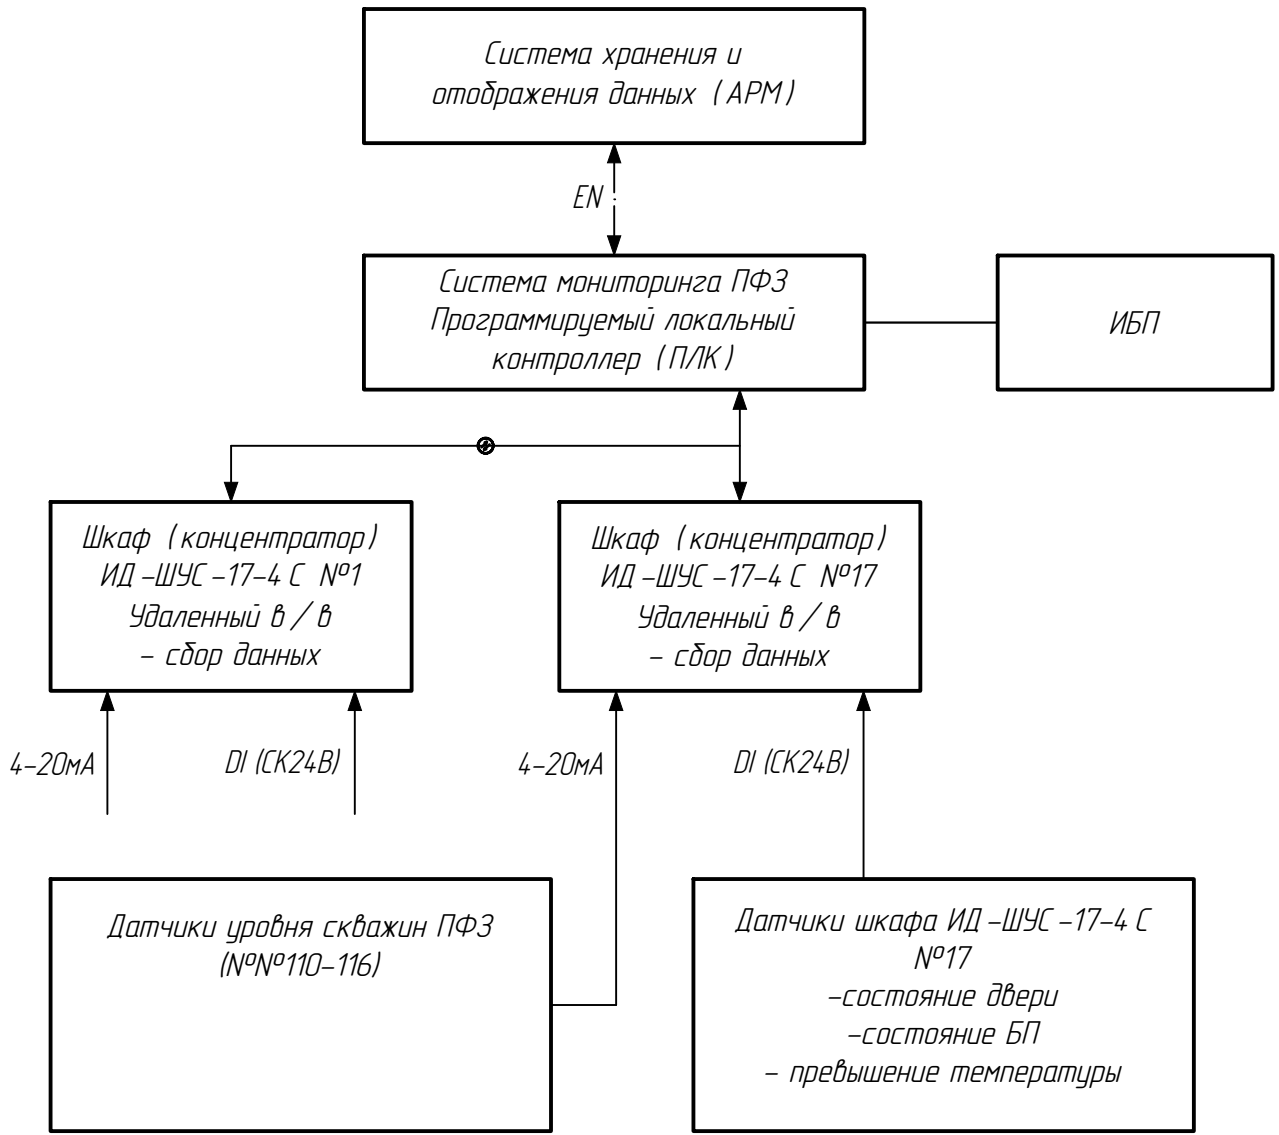 Система хранения и
отображения данных (АРМ)
EN
Система мониторинга ПФЗ
Программируемый локальный
контроллер (ПЛК)
ИБП
Шкаф (концентратор)
ИД-ШУС-17-4 С №1
Удаленный в / в
- сбор данных
Шкаф (концентратор)
ИД-ШУС-17-4 С №17
Удаленный в / в
- сбор данных
4-20мА
DI (СК24В)
4-20мА
DI (СК24В)
Датчики уровня скважин ПФЗ
(№№110-116)
Датчики шкафа ИД-ШУС-17-4 С
№17
-состояние двери
-состояние БП
- превышение температуры